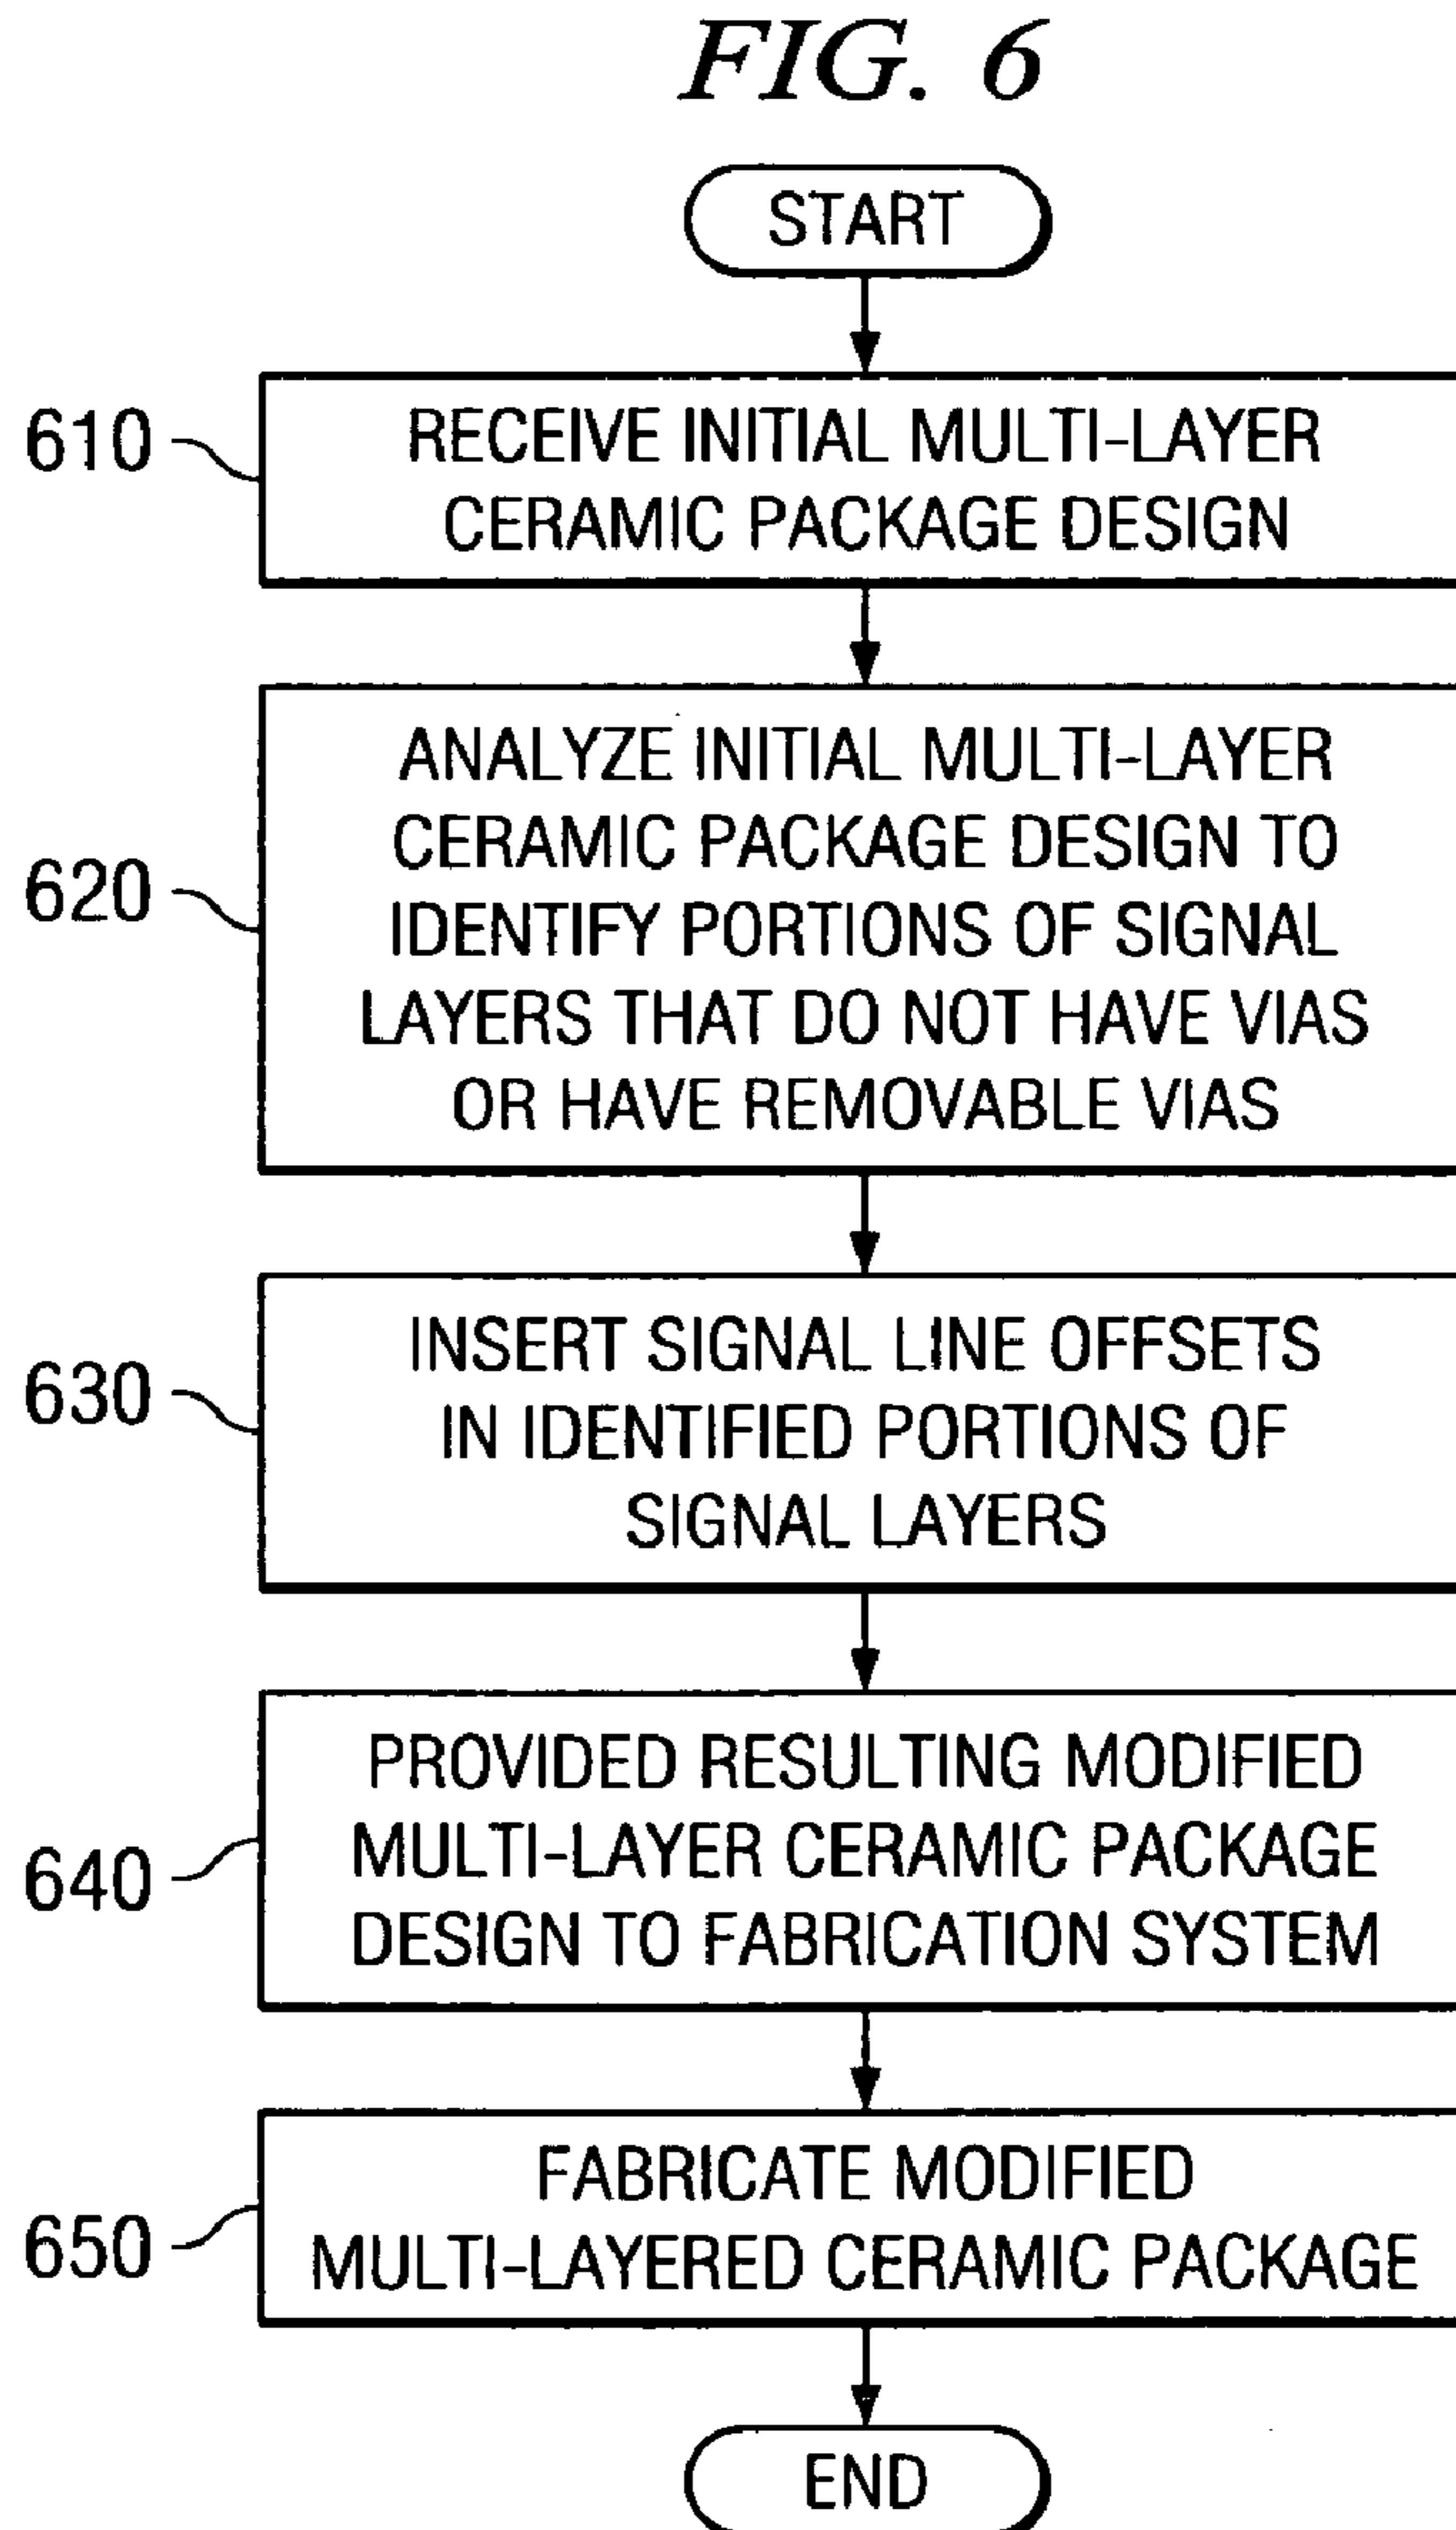 FIG. 6
START
610
RECEIVE INITIAL MULTI-LAYER
CERAMIC PACKAGE DESIGN
620
ANALYZE INITIAL MULTI-LAYER
CERAMIC PACKAGE DESIGN TO
IDENTIFY PORTIONS OF SIGNAL
LAYERS THAT DO NOT HAVE VIAS
OR HAVE REMOVABLE VIAS
630
INSERT SIGNAL LINE OFFSETS
IN IDENTIFIED PORTIONS OF
SIGNAL LAYERS
640
PROVIDED RESULTING MODIFIED
MULTI-LAYER CERAMIC PACKAGE
DESIGN TO FABRICATION SYSTEM
650
FABRICATE MODIFIED
MULTI-LAYERED CERAMIC PACKAGE
END